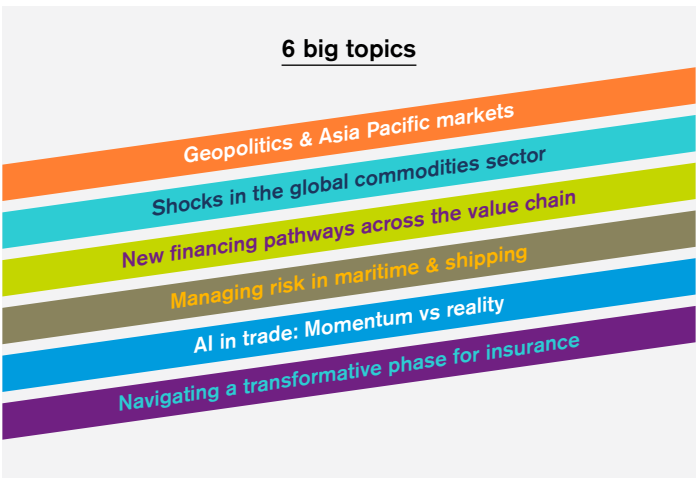 6 big topics
Geopolitics & Asia Pacific markets
Shocks in the global commodities sector
New financing pathways across the value chain
Managing risk in maritime & shipping
AI in trade: Momentum vs reality
Navigating a transformative phase for insurance